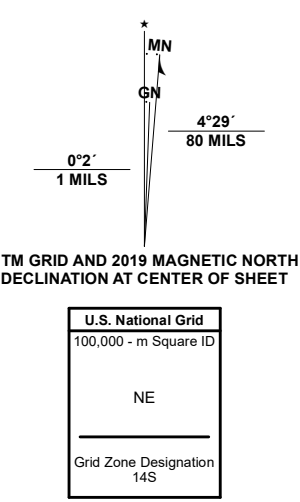 ★
MN
GN
4°29´
80 MILS
0°2´
1 MILS
TM GRID AND 2019 MAGNETIC NORTH
DECLINATION AT CENTER OF SHEET
U.S. National Grid
100,000 - m Square ID
NE
Grid Zone Designation
14S